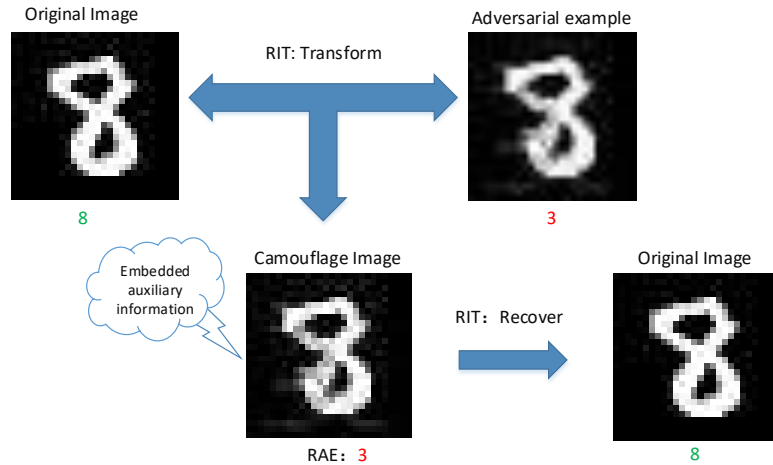 Original Image
Adversarial example
RIT: Transform
8
3
Camouflage Image
Original Image
Embedded
auxiliary
information
RIT： Recover
RAE： 3
8